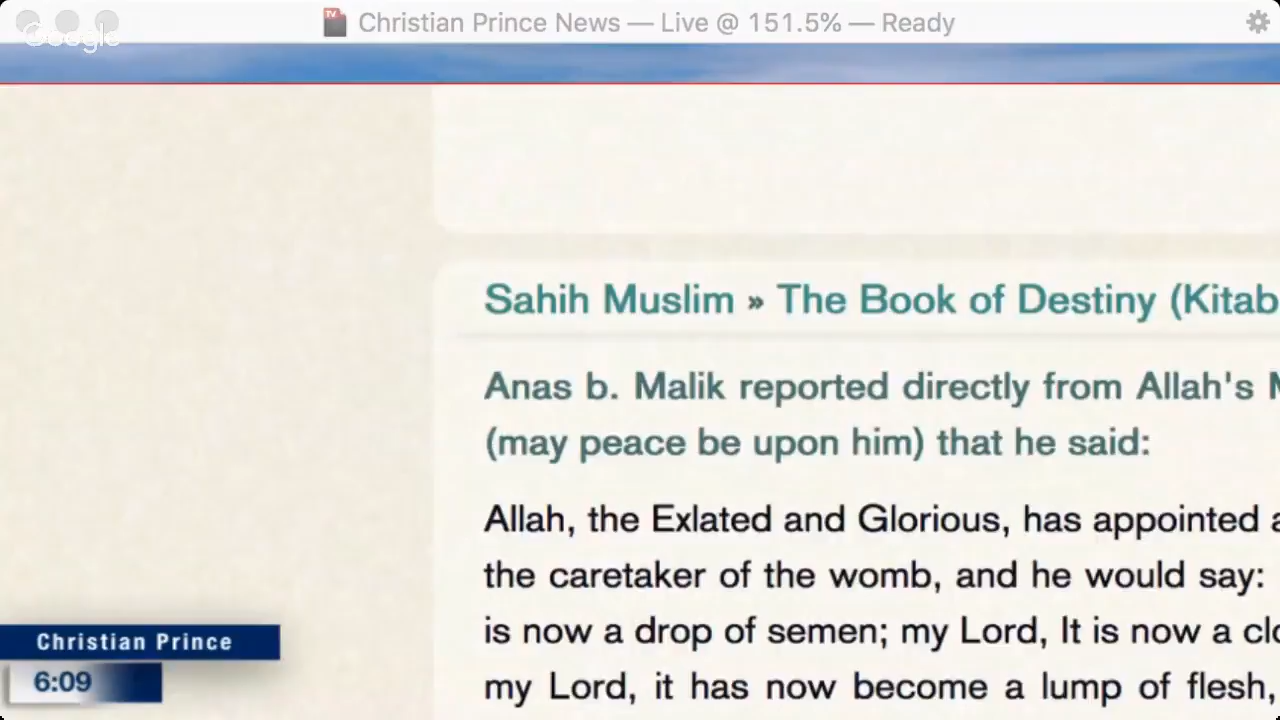 Christian Prince News — Live @ 151.5% — Ready
Google
Sahih Muslim » The Book of Destiny (Kitab
Anas b. Malik reported directly from Allah's M
(may peace be upon him) that he said:
Allah, the Exlated and Glorious, has appointed a
the caretaker of the womb, and he would say:
is now a drop of semen; my Lord, It is now a clo
my Lord, it has now become a lump of flesh,
Christian Prince
6:09